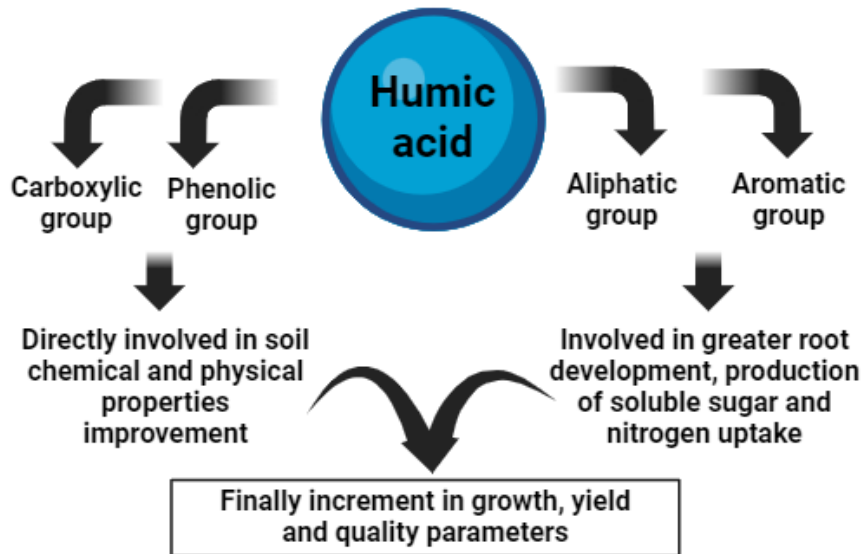 Humic
acid
Carboxylic
group
Phenolic
group
Aliphatic
group
Aromatic
group
Directly involved in soil
chemical and physical
properties
improvement
Involved in greater root
development, production
of soluble sugar and
nitrogen uptake
Finally increment in growth, yield
and quality parameters